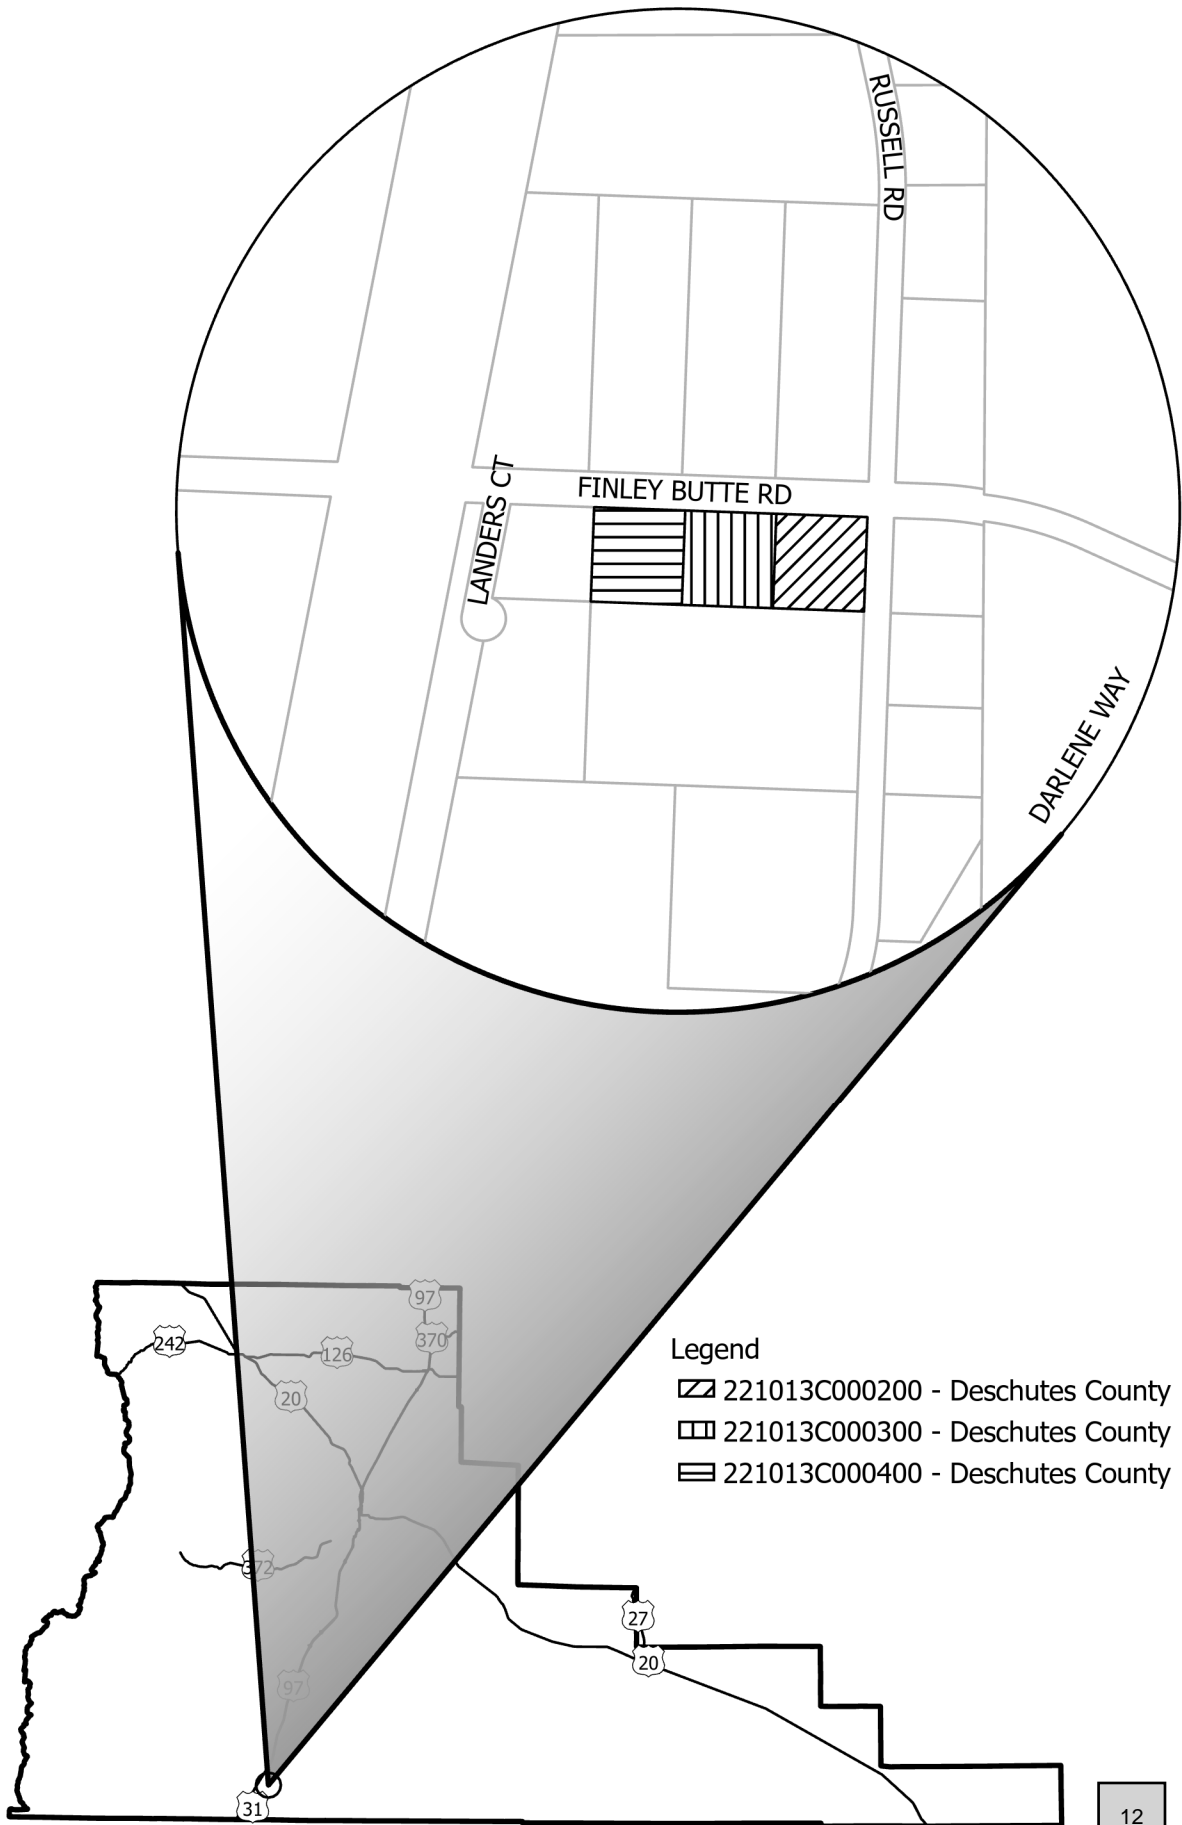 RUSSELL RD
LANDERS CT
FINLEY BUTTE RD
DARLENE WAY
97
242
370
126
20
Legend
221013C000200 - Deschutes County
221013C000300 - Deschutes County
221013C000400 - Deschutes County
372
27
20
97
31
12